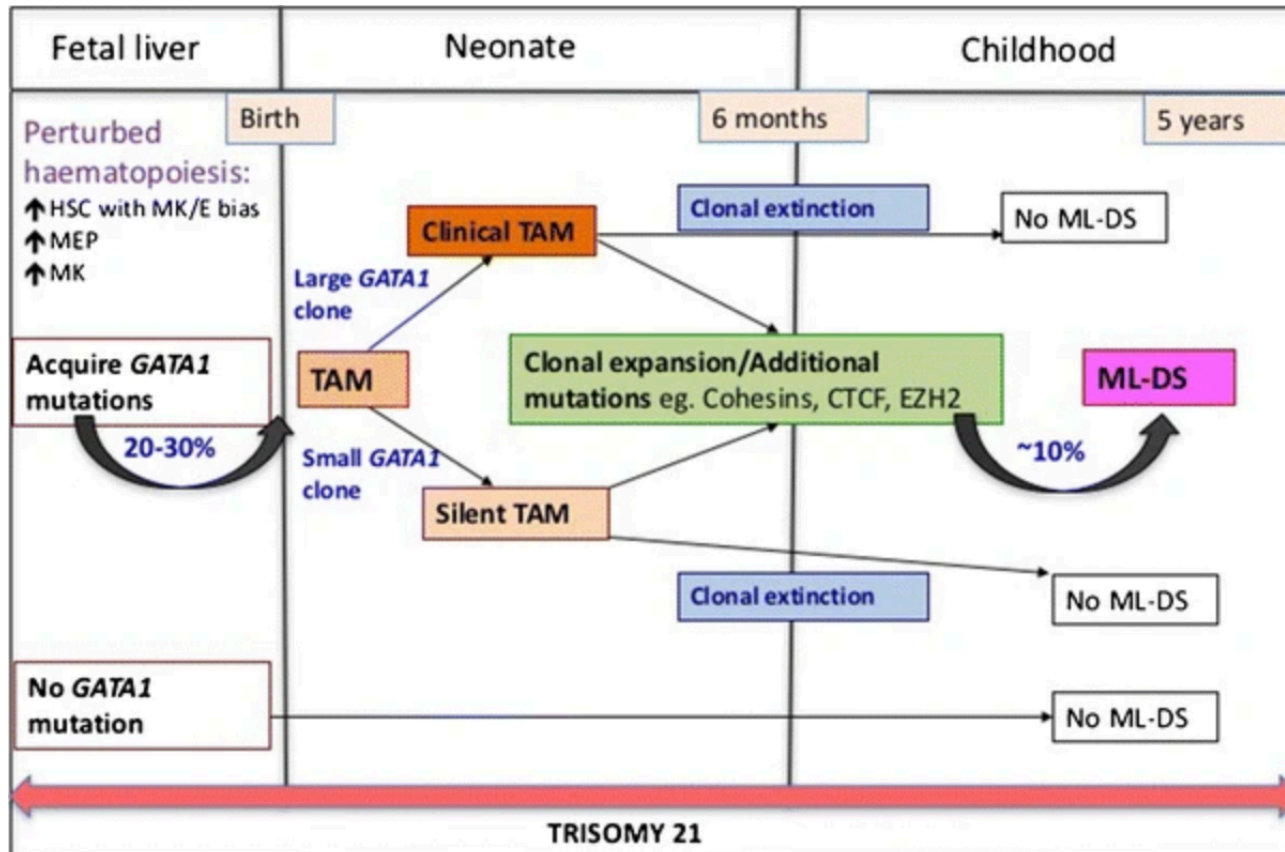 Fetal liver
Neonate
Childhood
Birth
6 months
5 years
Perturbed
haematopoiesis:
↑HSC with MK/E bias
↑MEP
↑MK
Clonal extinction
No ML-DS
Clinical TAM
Large GATA1
clone
Acquire GATA1
mutations
20-30%
TAM
Clonal expansion/Additional
mutations eg. Cohesins, CTCF, EZH2
ML-DS
~10%
Small GATA1
clone
Silent TAM
Clonal extinction
No ML-DS
No GATA1
mutation
No ML-DS
TRISOMY 21